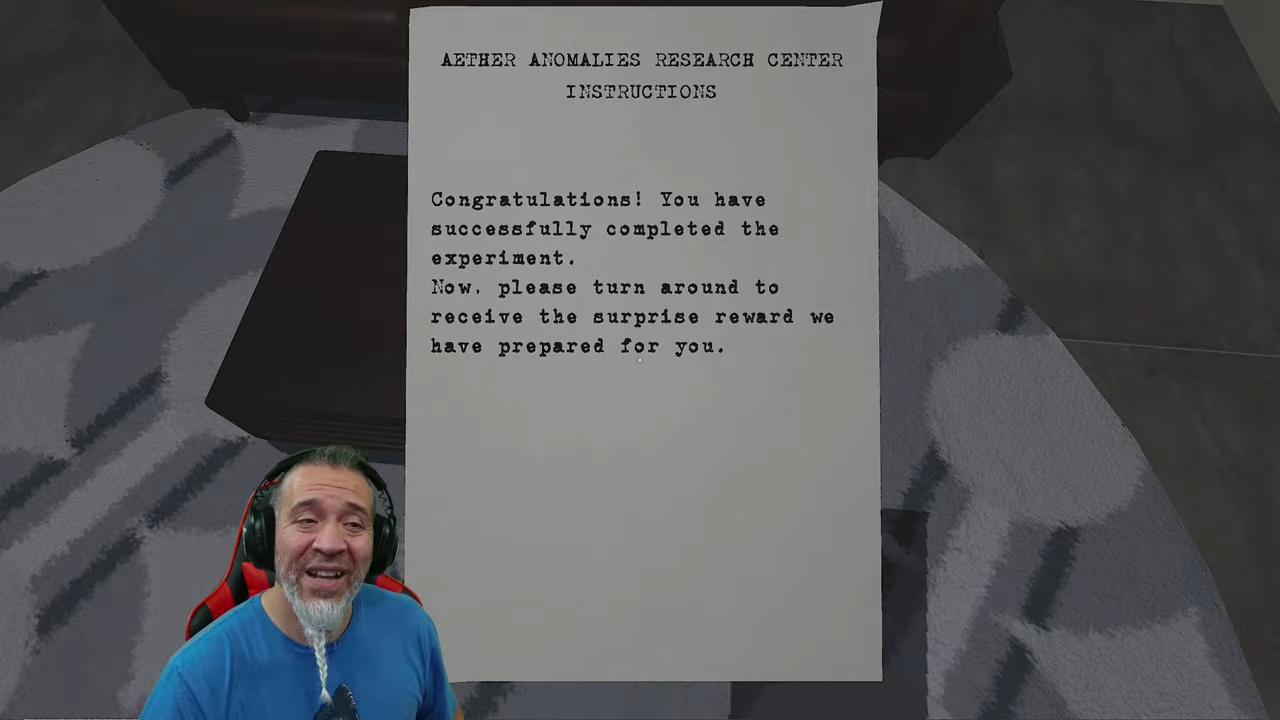 AETHER ANOMALIES RESEARCH CENTER
INSTRUCTIONS
Congratulations! You have
successfully completed the
experiment.
Now, please turn around to
receive the surprise reward we
have prepared for you.